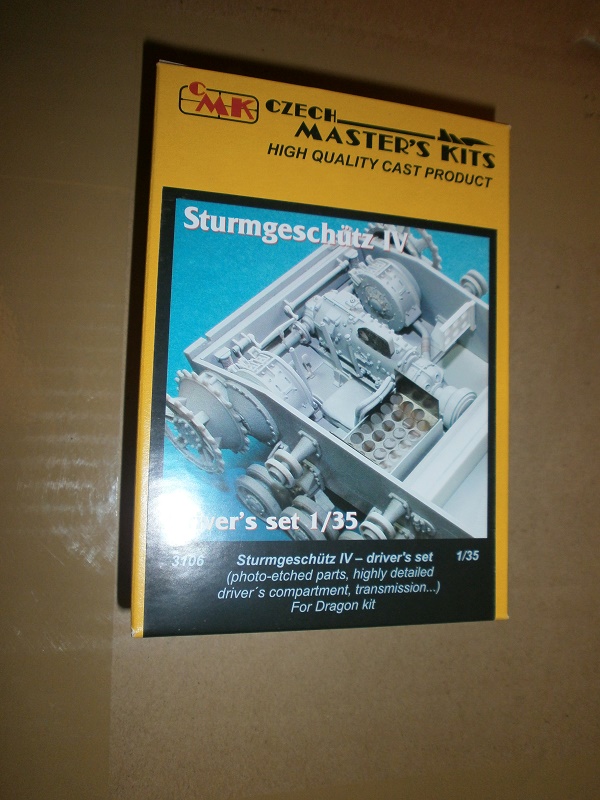 CMK CZECH
MASTER'S KITS
HIGH QUALITY CAST PRODUCT
Sturmgeschütz IV
set 1/35
3106 Sturmgeschütz IV – driver's set 1/35
(photo-etched parts, highly detailed
driver´s compartment, transmission...)
For Dragon kit